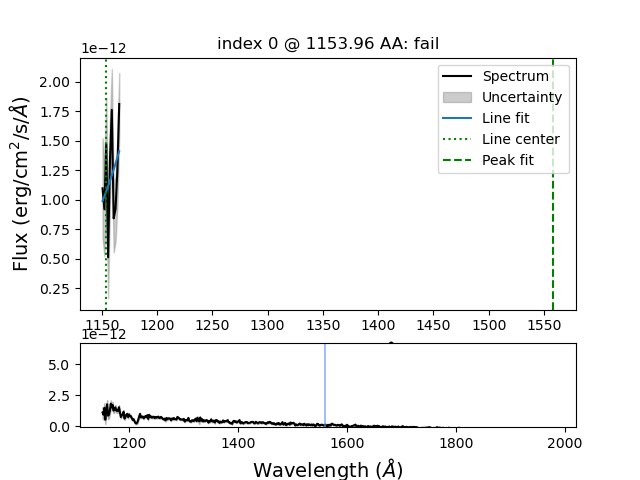 index 0 @ 1153.96 AA: fail
1e−12
2.00
1.75
1.50
1.25
1.00
0.75
0.50
0.25
Flux (erg/cm²/s/Å)
Spectrum
Uncertainty
Line fit
Line center
Peak fit
1150 1200 1250 1300 1350 1400 1450 1500 1550
1e−12
5.0
2.5
0.0
1200 1400 1600 1800 2000
Wavelength (Å)